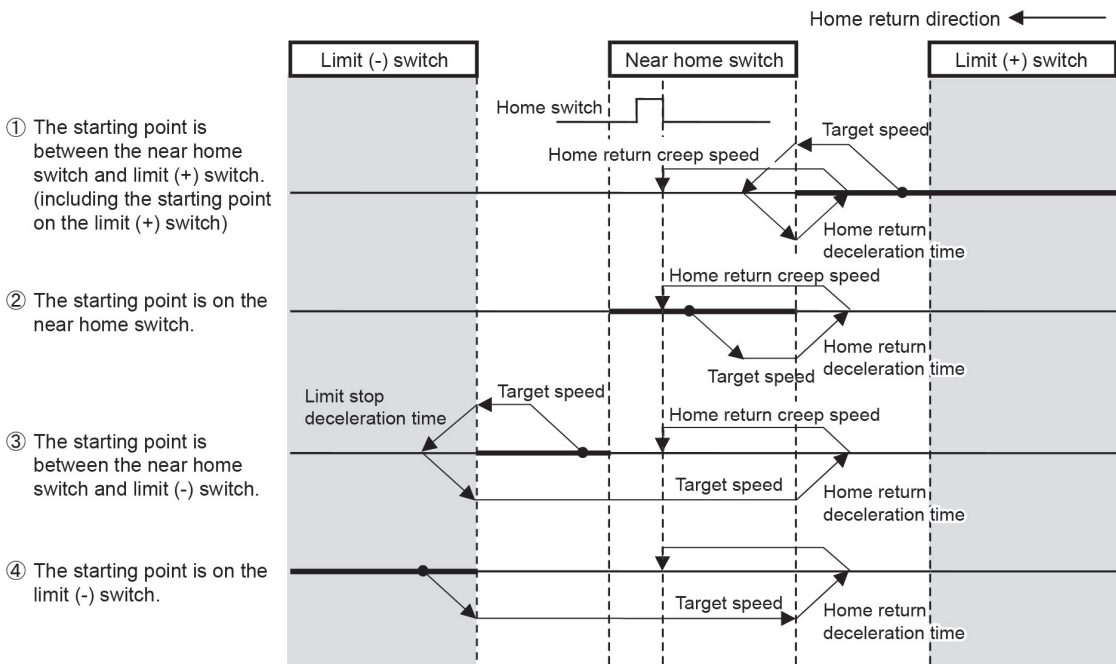 Home return direction
Limit (-) switch
Near home switch
Limit (+) switch
Home switch
① The starting point is
between the near home
switch and limit (+) switch.
(including the starting point
on the limit (+) switch)
Target speed
Home return creep speed
Home return
deceleration time
② The starting point is on the
near home switch.
Home return creep speed
Home return
deceleration time
Target speed
③ The starting point is
between the near home
switch and limit (-) switch.
Limit stop
deceleration time
Target speed
Home return creep speed
Target speed
Home return
deceleration time
④ The starting point is on the
limit (-) switch.
Target speed
Home return
deceleration time